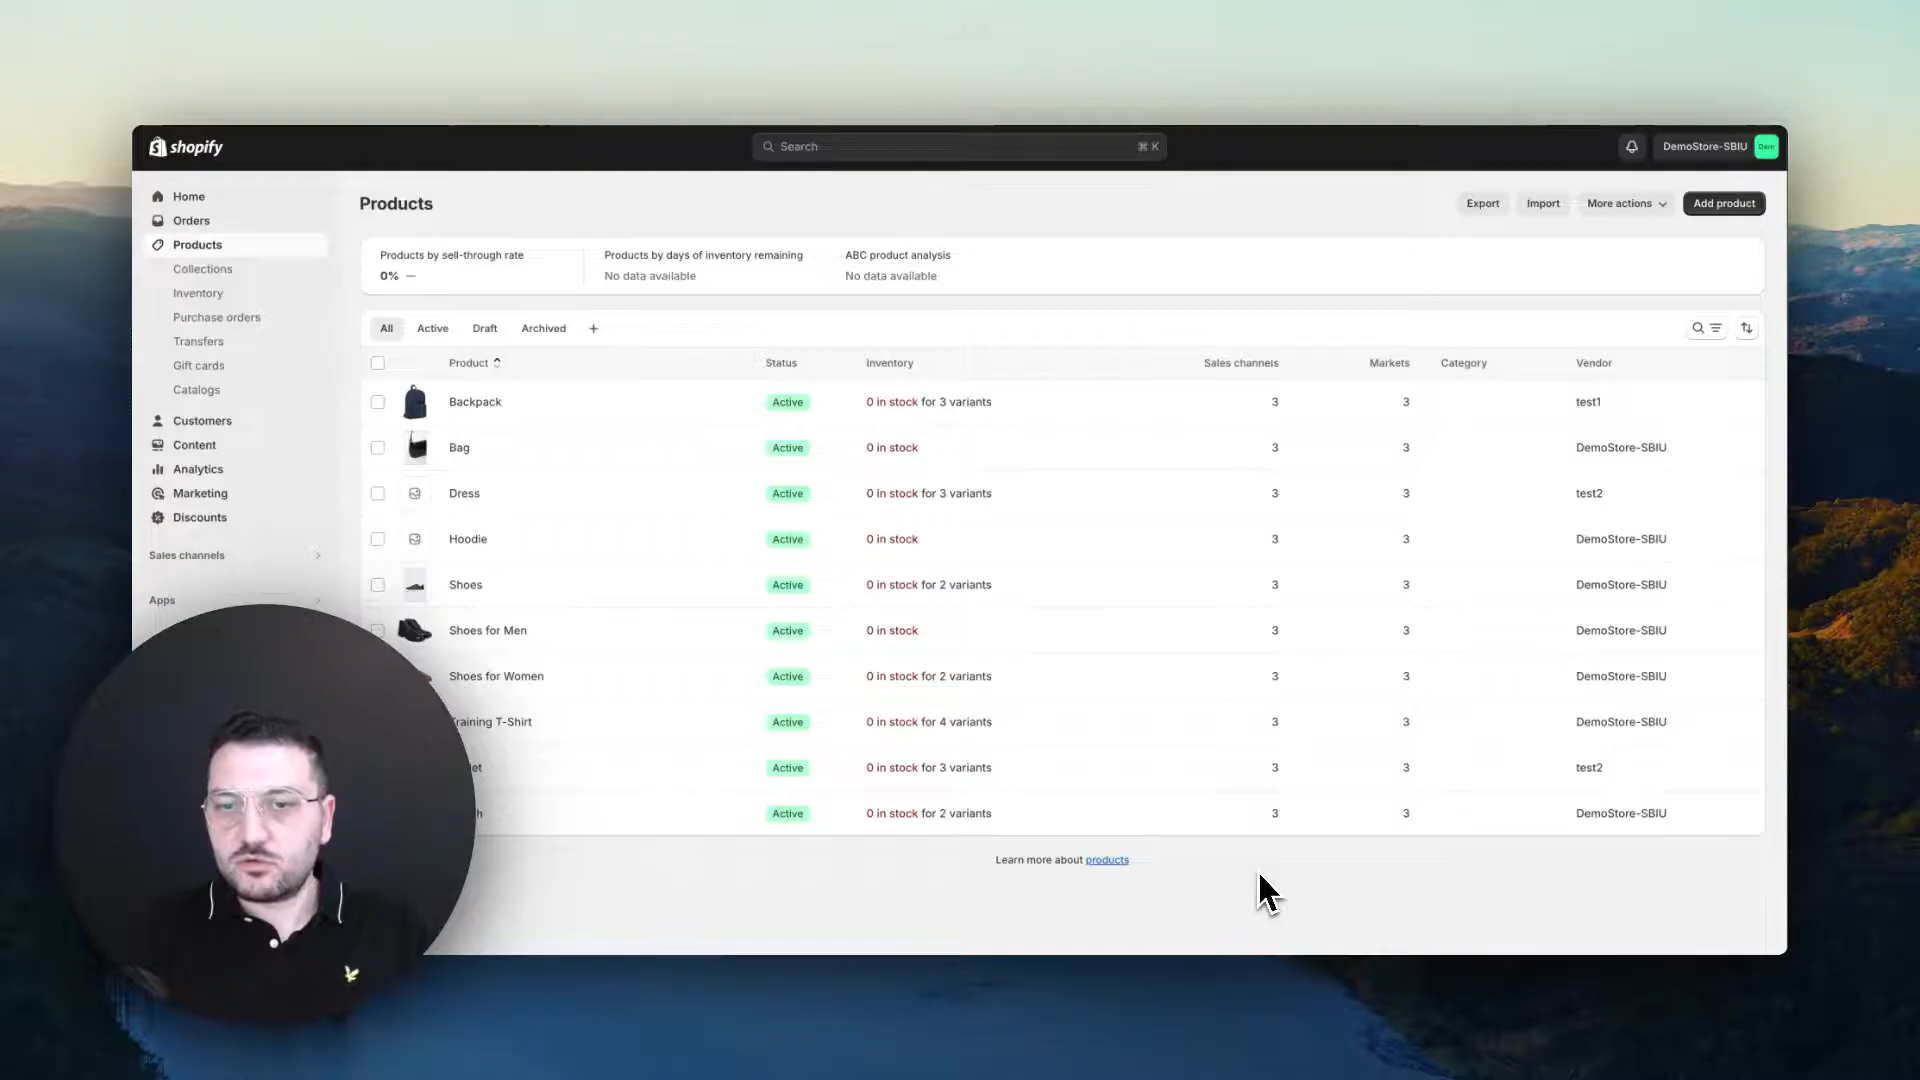 shopify
Search
⌘ K
DemoStore-SBIU
Dem
Home
Orders
Products
Collections
Inventory
Purchase orders
Transfers
Gift cards
Catalogs
Customers
Content
Analytics
Marketing
Discounts
Sales channels
Apps
Products
Export
Import
More actions
Add product
Products by sell-through rate
0% —
Products by days of inventory remaining
No data available
ABC product analysis
No data available
All
Active
Draft
Archived
+
Product
Status
Inventory
Sales channels
Markets
Category
Vendor
Backpack Active 0 in stock for 3 variants 3 3 test1
Bag Active 0 in stock 3 3 DemoStore-SBIU
Dress Active 0 in stock for 3 variants 3 3 test2
Hoodie Active 0 in stock 3 3 DemoStore-SBIU
Shoes Active 0 in stock for 2 variants 3 3 DemoStore-SBIU
Shoes for Men Active 0 in stock 3 3 DemoStore-SBIU
Shoes for Women Active 0 in stock for 2 variants 3 3 DemoStore-SBIU
Training T-Shirt Active 0 in stock for 4 variants 3 3 DemoStore-SBIU
Active 0 in stock for 3 variants 3 3 test2
Active 0 in stock for 2 variants 3 3 DemoStore-SBIU
Learn more about products